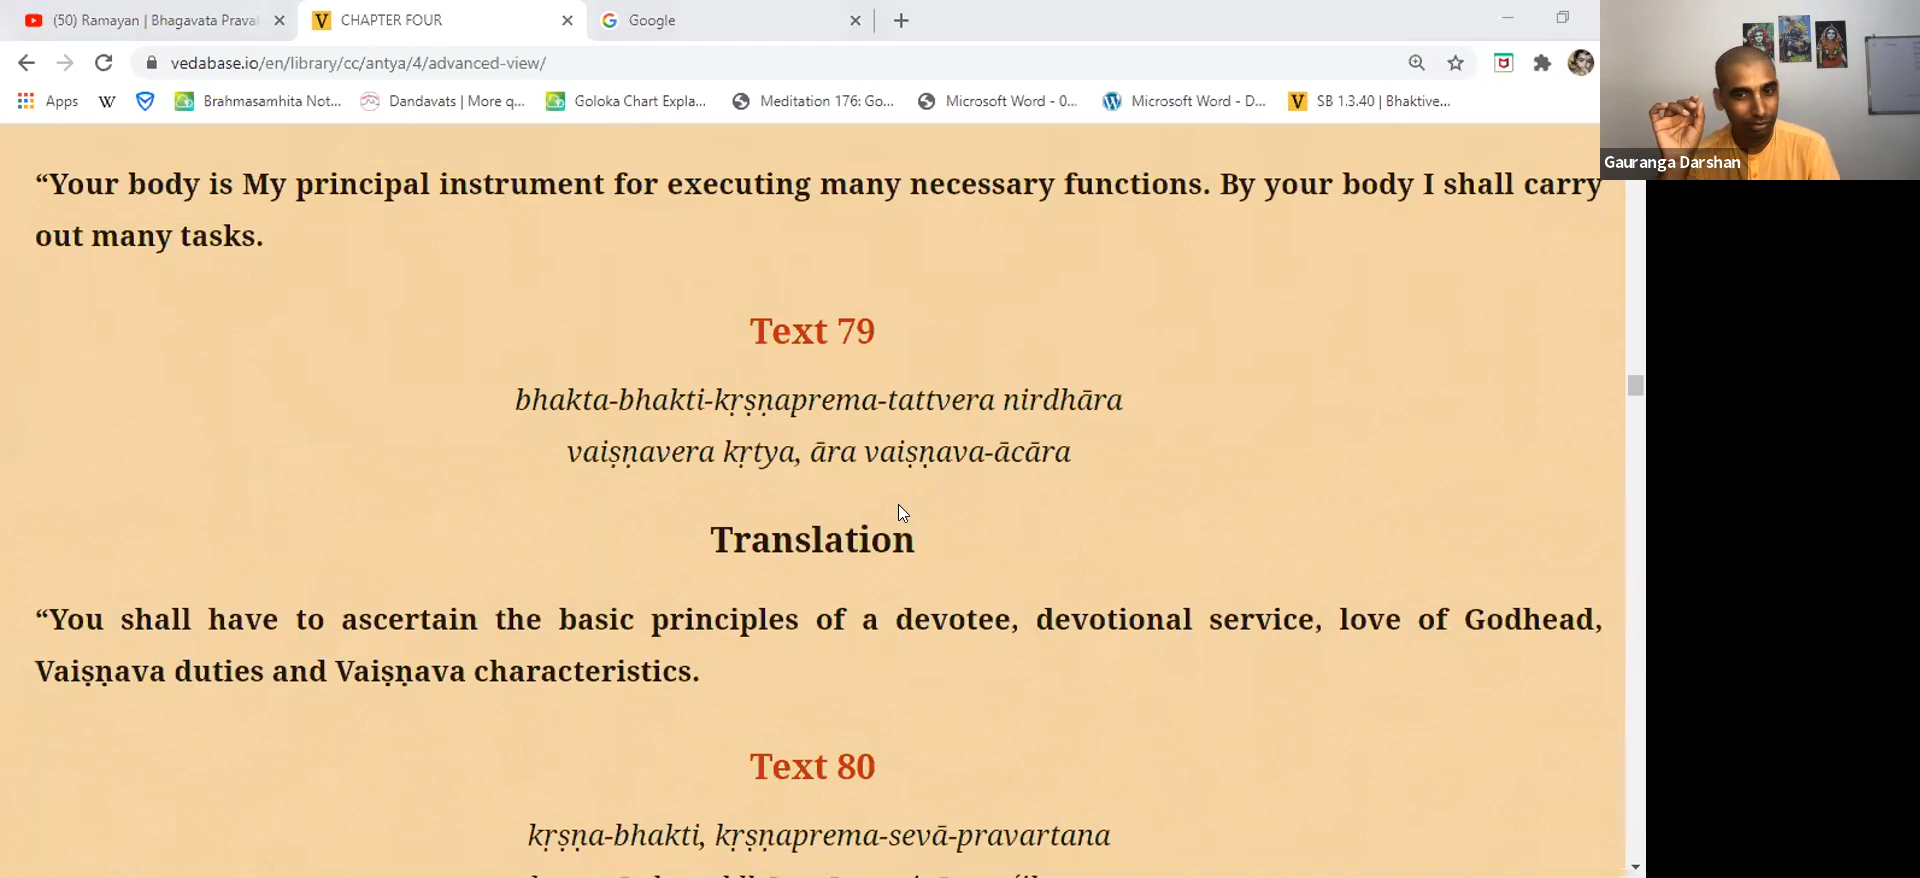 (50) Ramayan | Bhagavata Prava
CHAPTER FOUR
Google
vedabase.io/en/library/cc/antya/4/advanced-view/
Apps
W
Brahmasamhita Not...
Dandavats | More q...
Goloka Chart Expla...
Meditation 176: Go...
Microsoft Word - 0...
Microsoft Word - D...
SB 1.3.40 | Bhaktive...
Gauranga Darshan
“Your body is My principal instrument for executing many necessary functions. By your body I shall carry
out many tasks.
Text 79
bhakta-bhakti-kṛṣṇaprema-tattvera nirdhāra
vaiṣṇavera kṛtya, āra vaiṣṇava-ācāra
Translation
“You shall have to ascertain the basic principles of a devotee, devotional service, love of Godhead,
Vaiṣṇava duties and Vaiṣṇava characteristics.
Text 80
kṛṣṇa-bhakti, kṛṣṇaprema-sevā-pravartana